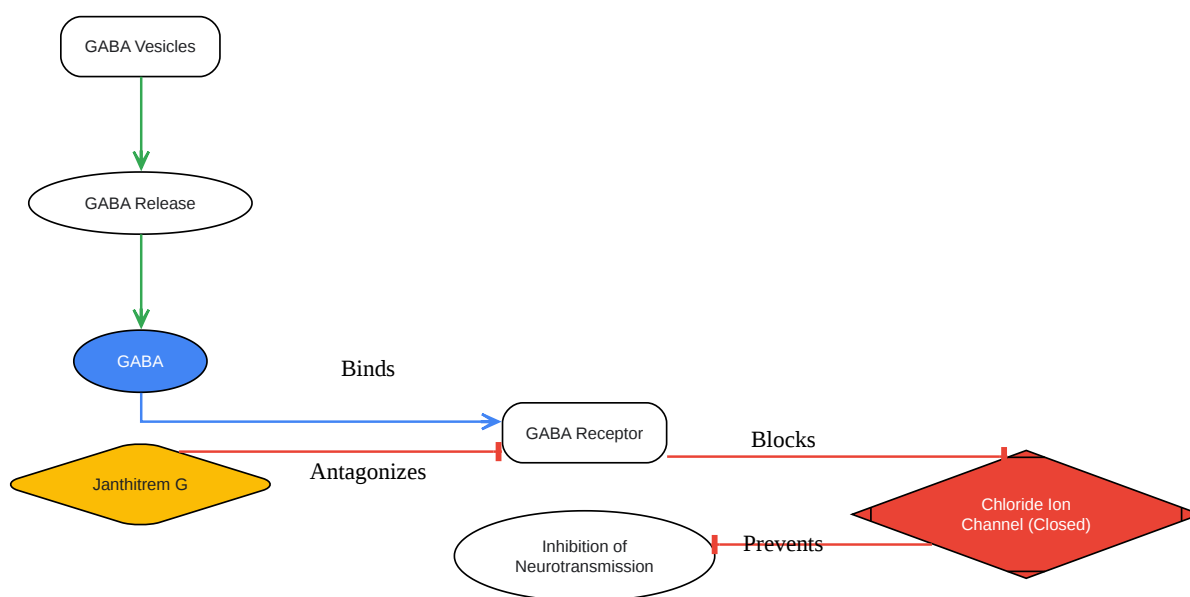 GABA Vesicles
GABA Release
GABA
Binds
GABA Receptor
Blocks
Antagonizes
Janthitrem G
Chloride Ion
Channel (Closed)
Prevents
Inhibition of
Neurotransmission